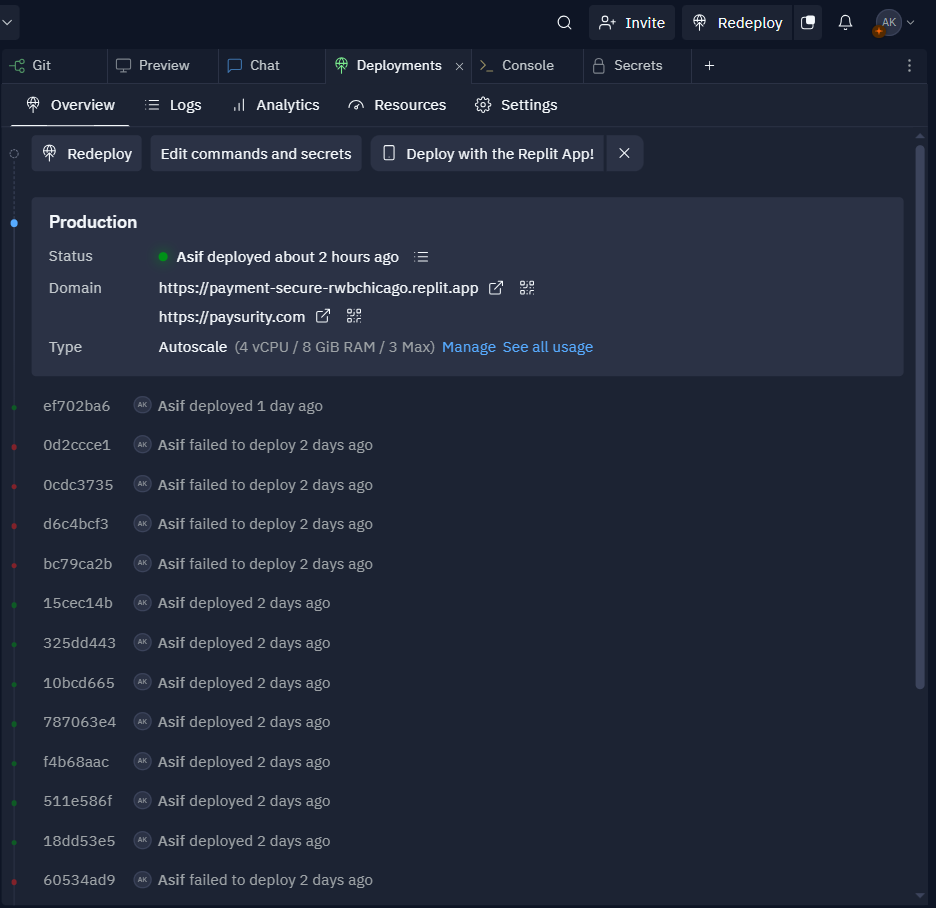 Invite Redeploy AK
Git Preview Chat Deployments Console Secrets
Overview Logs Analytics Resources Settings
Redeploy Edit commands and secrets Deploy with the Replit App!
Production
Status Asif deployed about 2 hours ago
Domain https://payment-secure-rwbchicago.replit.app
https://paysurity.com
Type Autoscale (4 vCPU / 8 GiB RAM / 3 Max) Manage See all usage
ef702ba6 AK Asif deployed 1 day ago
0d2ccce1 AK Asif failed to deploy 2 days ago
0cdc3735 AK Asif failed to deploy 2 days ago
d6c4bcf3 AK Asif failed to deploy 2 days ago
bc79ca2b AK Asif failed to deploy 2 days ago
15cec14b AK Asif deployed 2 days ago
325dd443 AK Asif deployed 2 days ago
10bcd665 AK Asif deployed 2 days ago
787063e4 AK Asif deployed 2 days ago
f4b68aac AK Asif deployed 2 days ago
511e586f AK Asif deployed 2 days ago
18dd53e5 AK Asif deployed 2 days ago
60534ad9 AK Asif failed to deploy 2 days ago